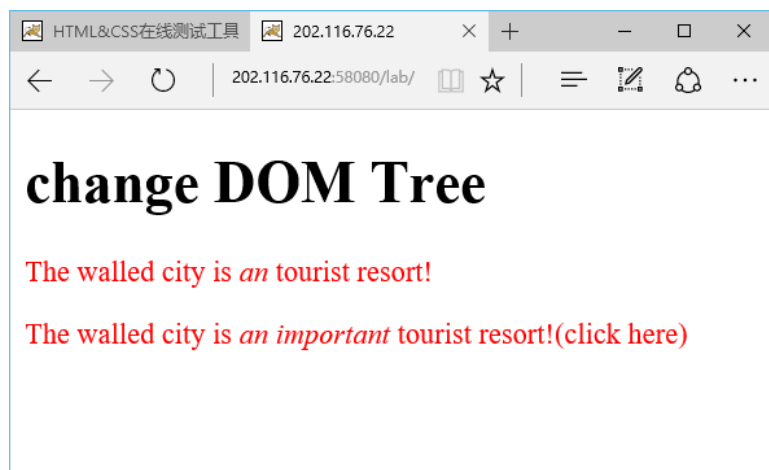 HTML&CSS在线测试工具
202.116.76.22
202.116.76.22:58080/lab/
change DOM Tree
The walled city is an tourist resort!
The walled city is an important tourist resort!(click here)